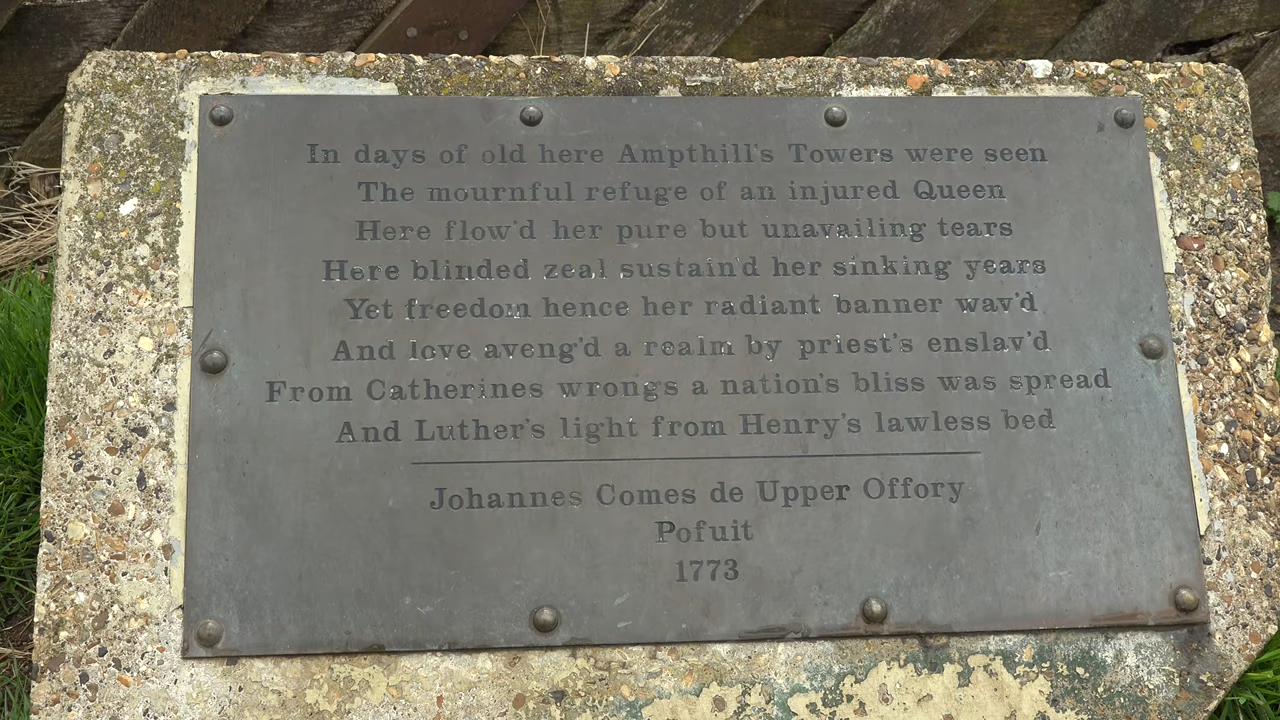 In days of old here Ampthill's Towers were seen
The mournful refuge of an injured Queen
Here flow'd her pure but unavailing tears
Here blinded zeal sustain'd her sinking years
Yet freedom hence her radiant banner wav'd
And love aveng'd a realm by priest's enslav'd
From Catherines wrongs a nation's bliss was spread
And Luther's light from Henry's lawless bed
Johannes Comes de Upper Offory
Pofuit
1773